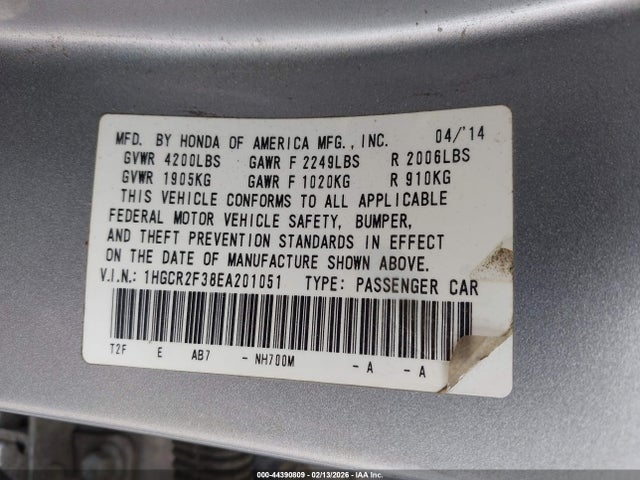 MFD. BY HONDA OF AMERICA MFG., INC. 04/'14
GVWR 4200LBS GAWR F 2249LBS R 2006LBS
GVWR 1905KG GAWR F 1020KG R 910KG
THIS VEHICLE CONFORMS TO ALL APPLICABLE
FEDERAL MOTOR VEHICLE SAFETY, BUMPER,
AND THEFT PREVENTION STANDARDS IN EFFECT
ON THE DATE OF MANUFACTURE SHOWN ABOVE.
V.I.N.: 1HGCR2F38EA201051 TYPE: PASSENGER CAR
T2F E AB7 - NH700M - A - A
000-44390809 - 02/13/2026 - IAA Inc.